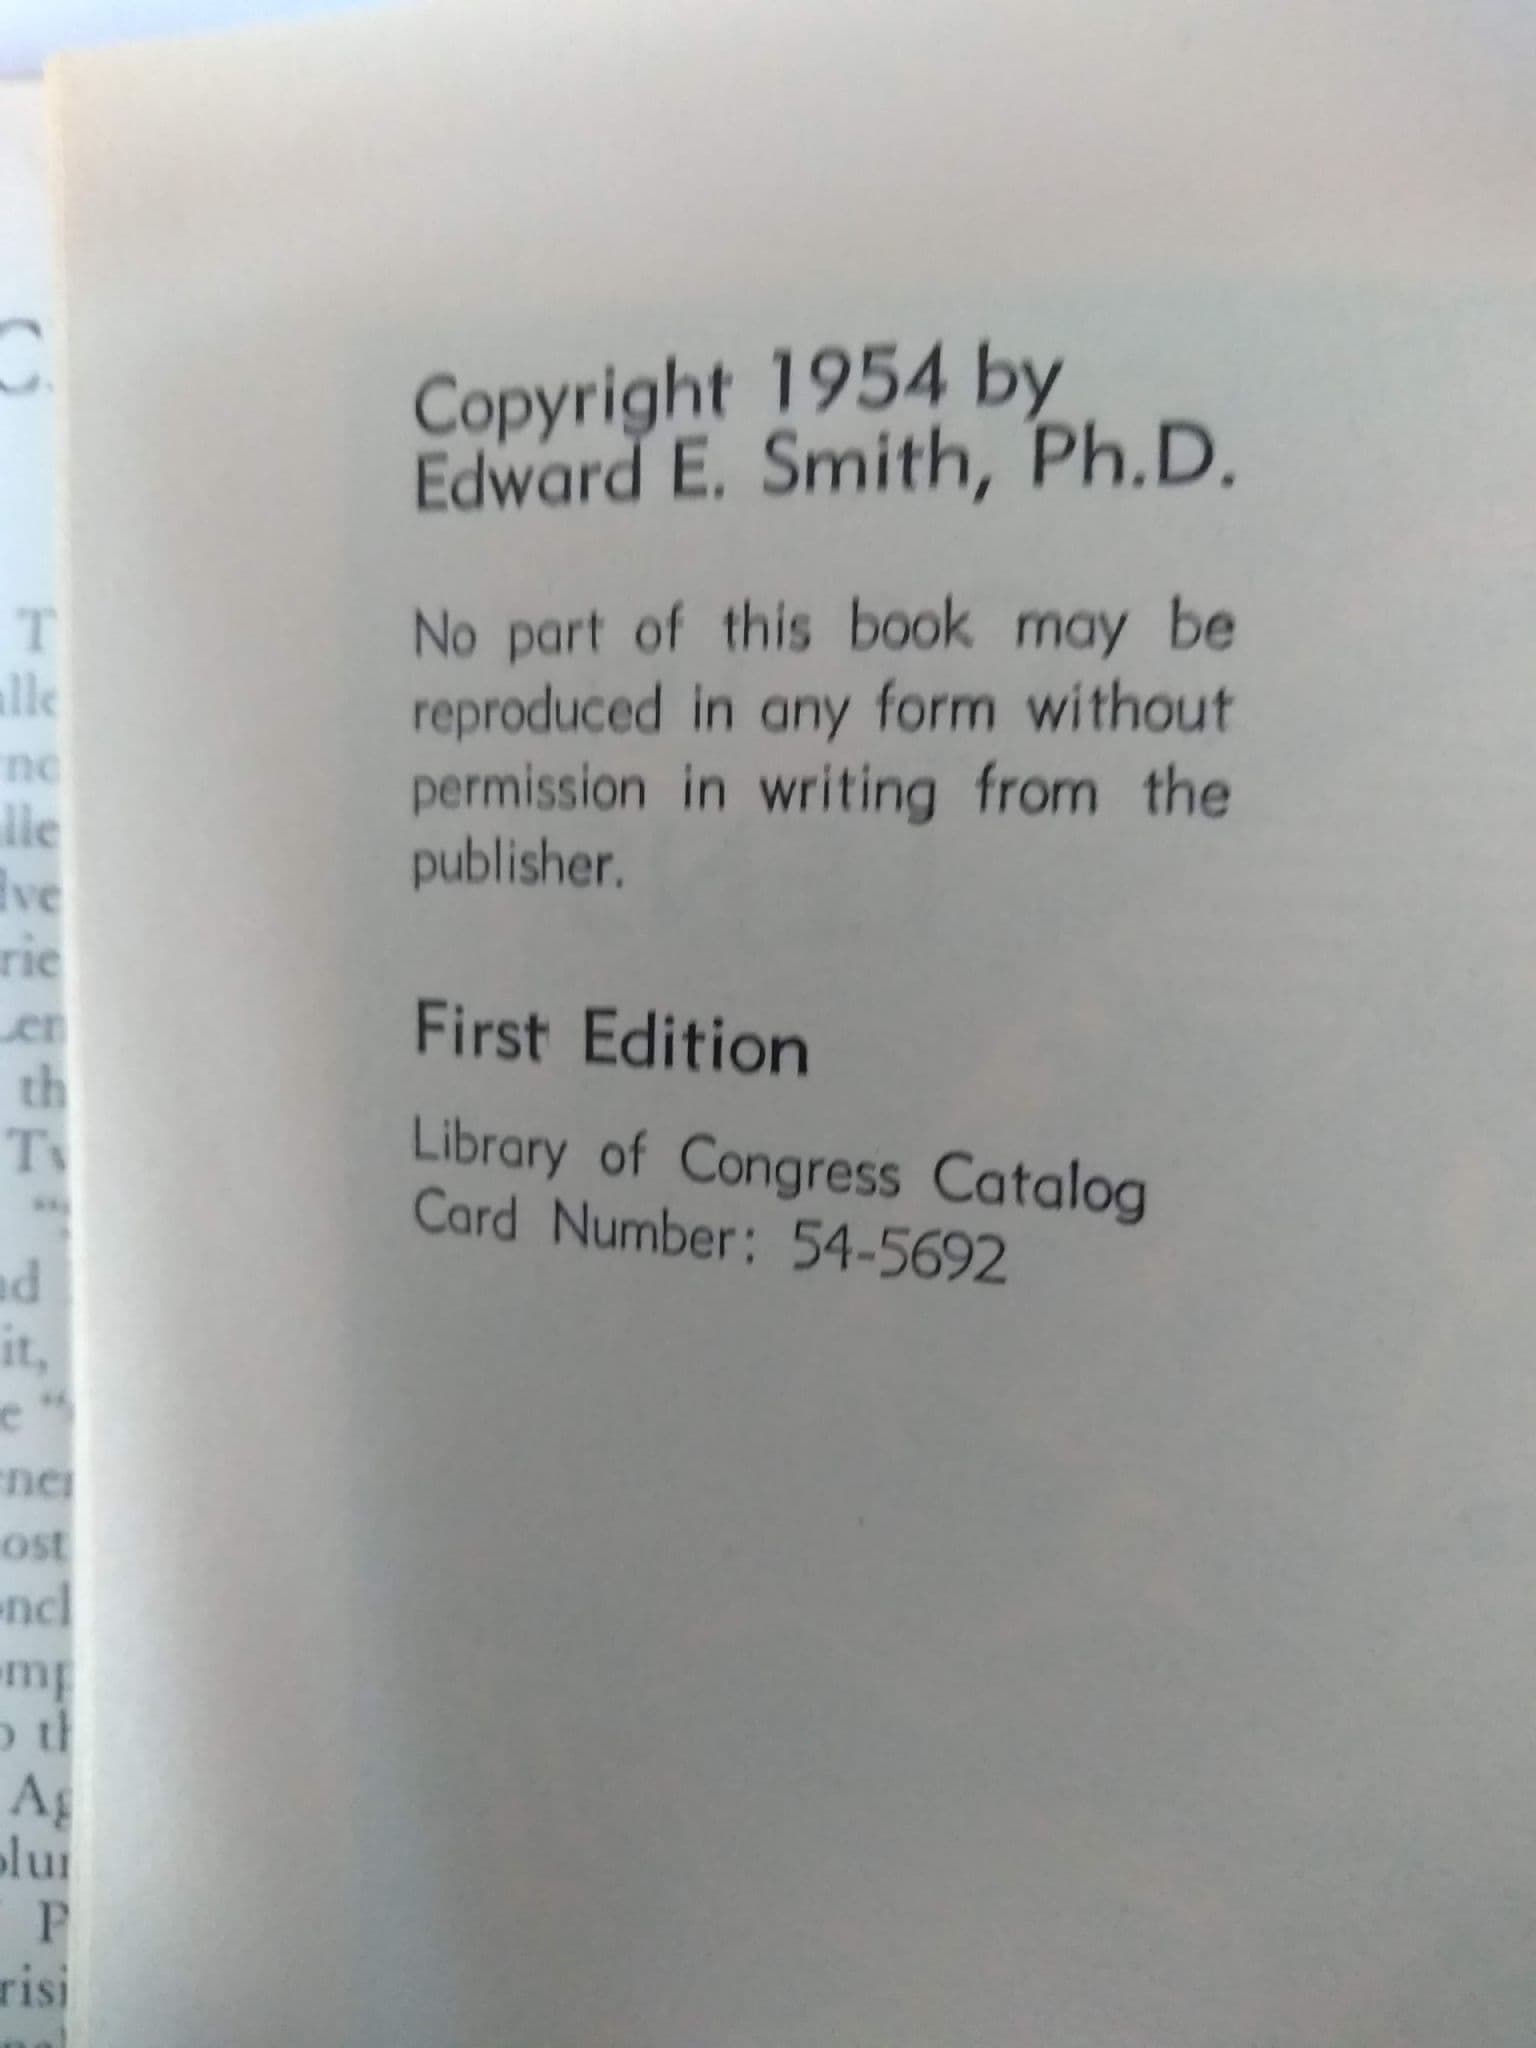 Copyright 1954 by
Edward E. Smith, Ph.D.
No part of this book may be
reproduced in any form without
permission in writing from the
publisher.
First Edition
Library of Congress Catalog
Card Number: 54-5692